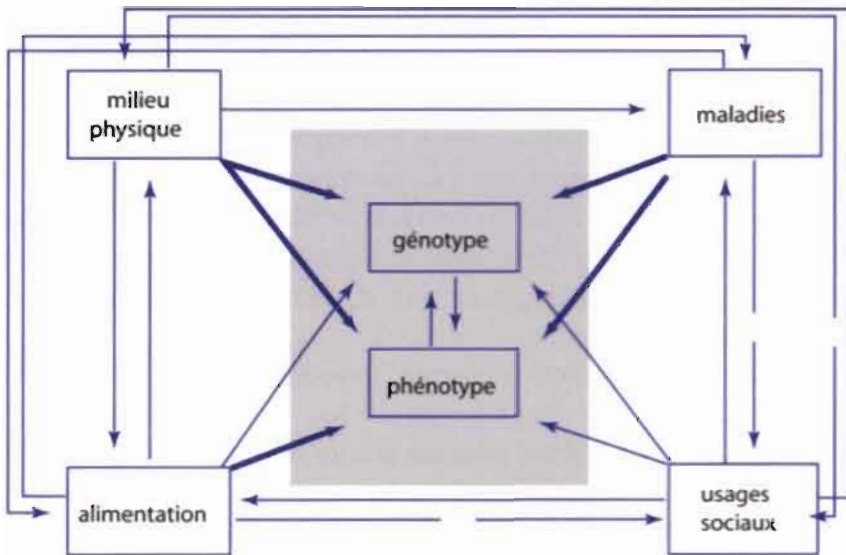 milieu
physique
maladies
génotype
phénotype
alimentation
usages
sociaux